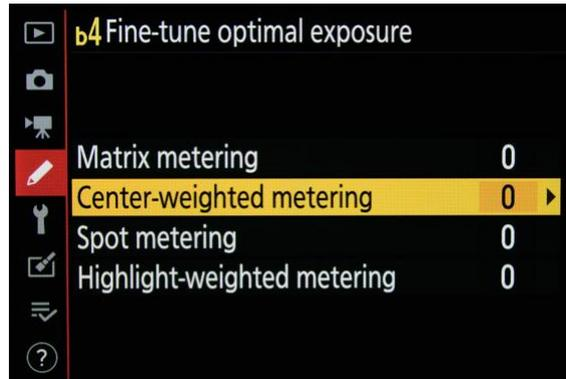 b4 Fine-tune optimal exposure
Matrix metering 0
Center-weighted metering 0
Spot metering 0
Highlight-weighted metering 0
?